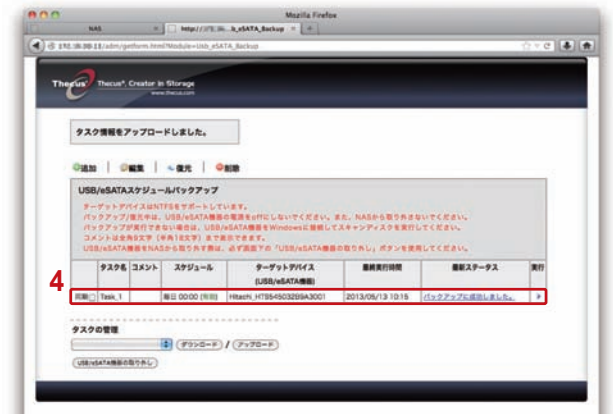 Mozilla Firefox
NAS
http://
b_eSATA_Backup
/adm/getform.html?Module=Usb_eSATA_Backup
Thecus Thecus®, Creator in Storage
www.thecus.com
タスク情報をアップロードしました。
追加 | 編集 | 復元 | 削除
USB/eSATAスケジュールバックアップ
ターゲットデバイスはNTFSをサポートしています。
バックアップ/復元中は、USB/eSATA機器の電源をoffにしないでください。また、NASから取り外さないでください。
バックアップが実行できない場合は、USB/eSATA機器をWindowsに接続してスキャンディスクを実行してください。
コメントは全角9文字（半角18文字）まで表示できます。
USB/eSATA機器をNASから取り外す際は、必ず画面下の「USB/eSATA機器の取り外し」ボタンを使用してください。
タスク名 コメント スケジュール ターゲットデバイス 最終実行時間 最新ステータス 実行
(USB/eSATA機器)
4
同期 Task_1 毎日 00:00 [有効] Hitachi_HTS545032B9A3001 2013/05/13 10:15 バックアップに成功しました。
タスクの管理
ダウンロード / アップロード
USB/eSATA機器の取り外し